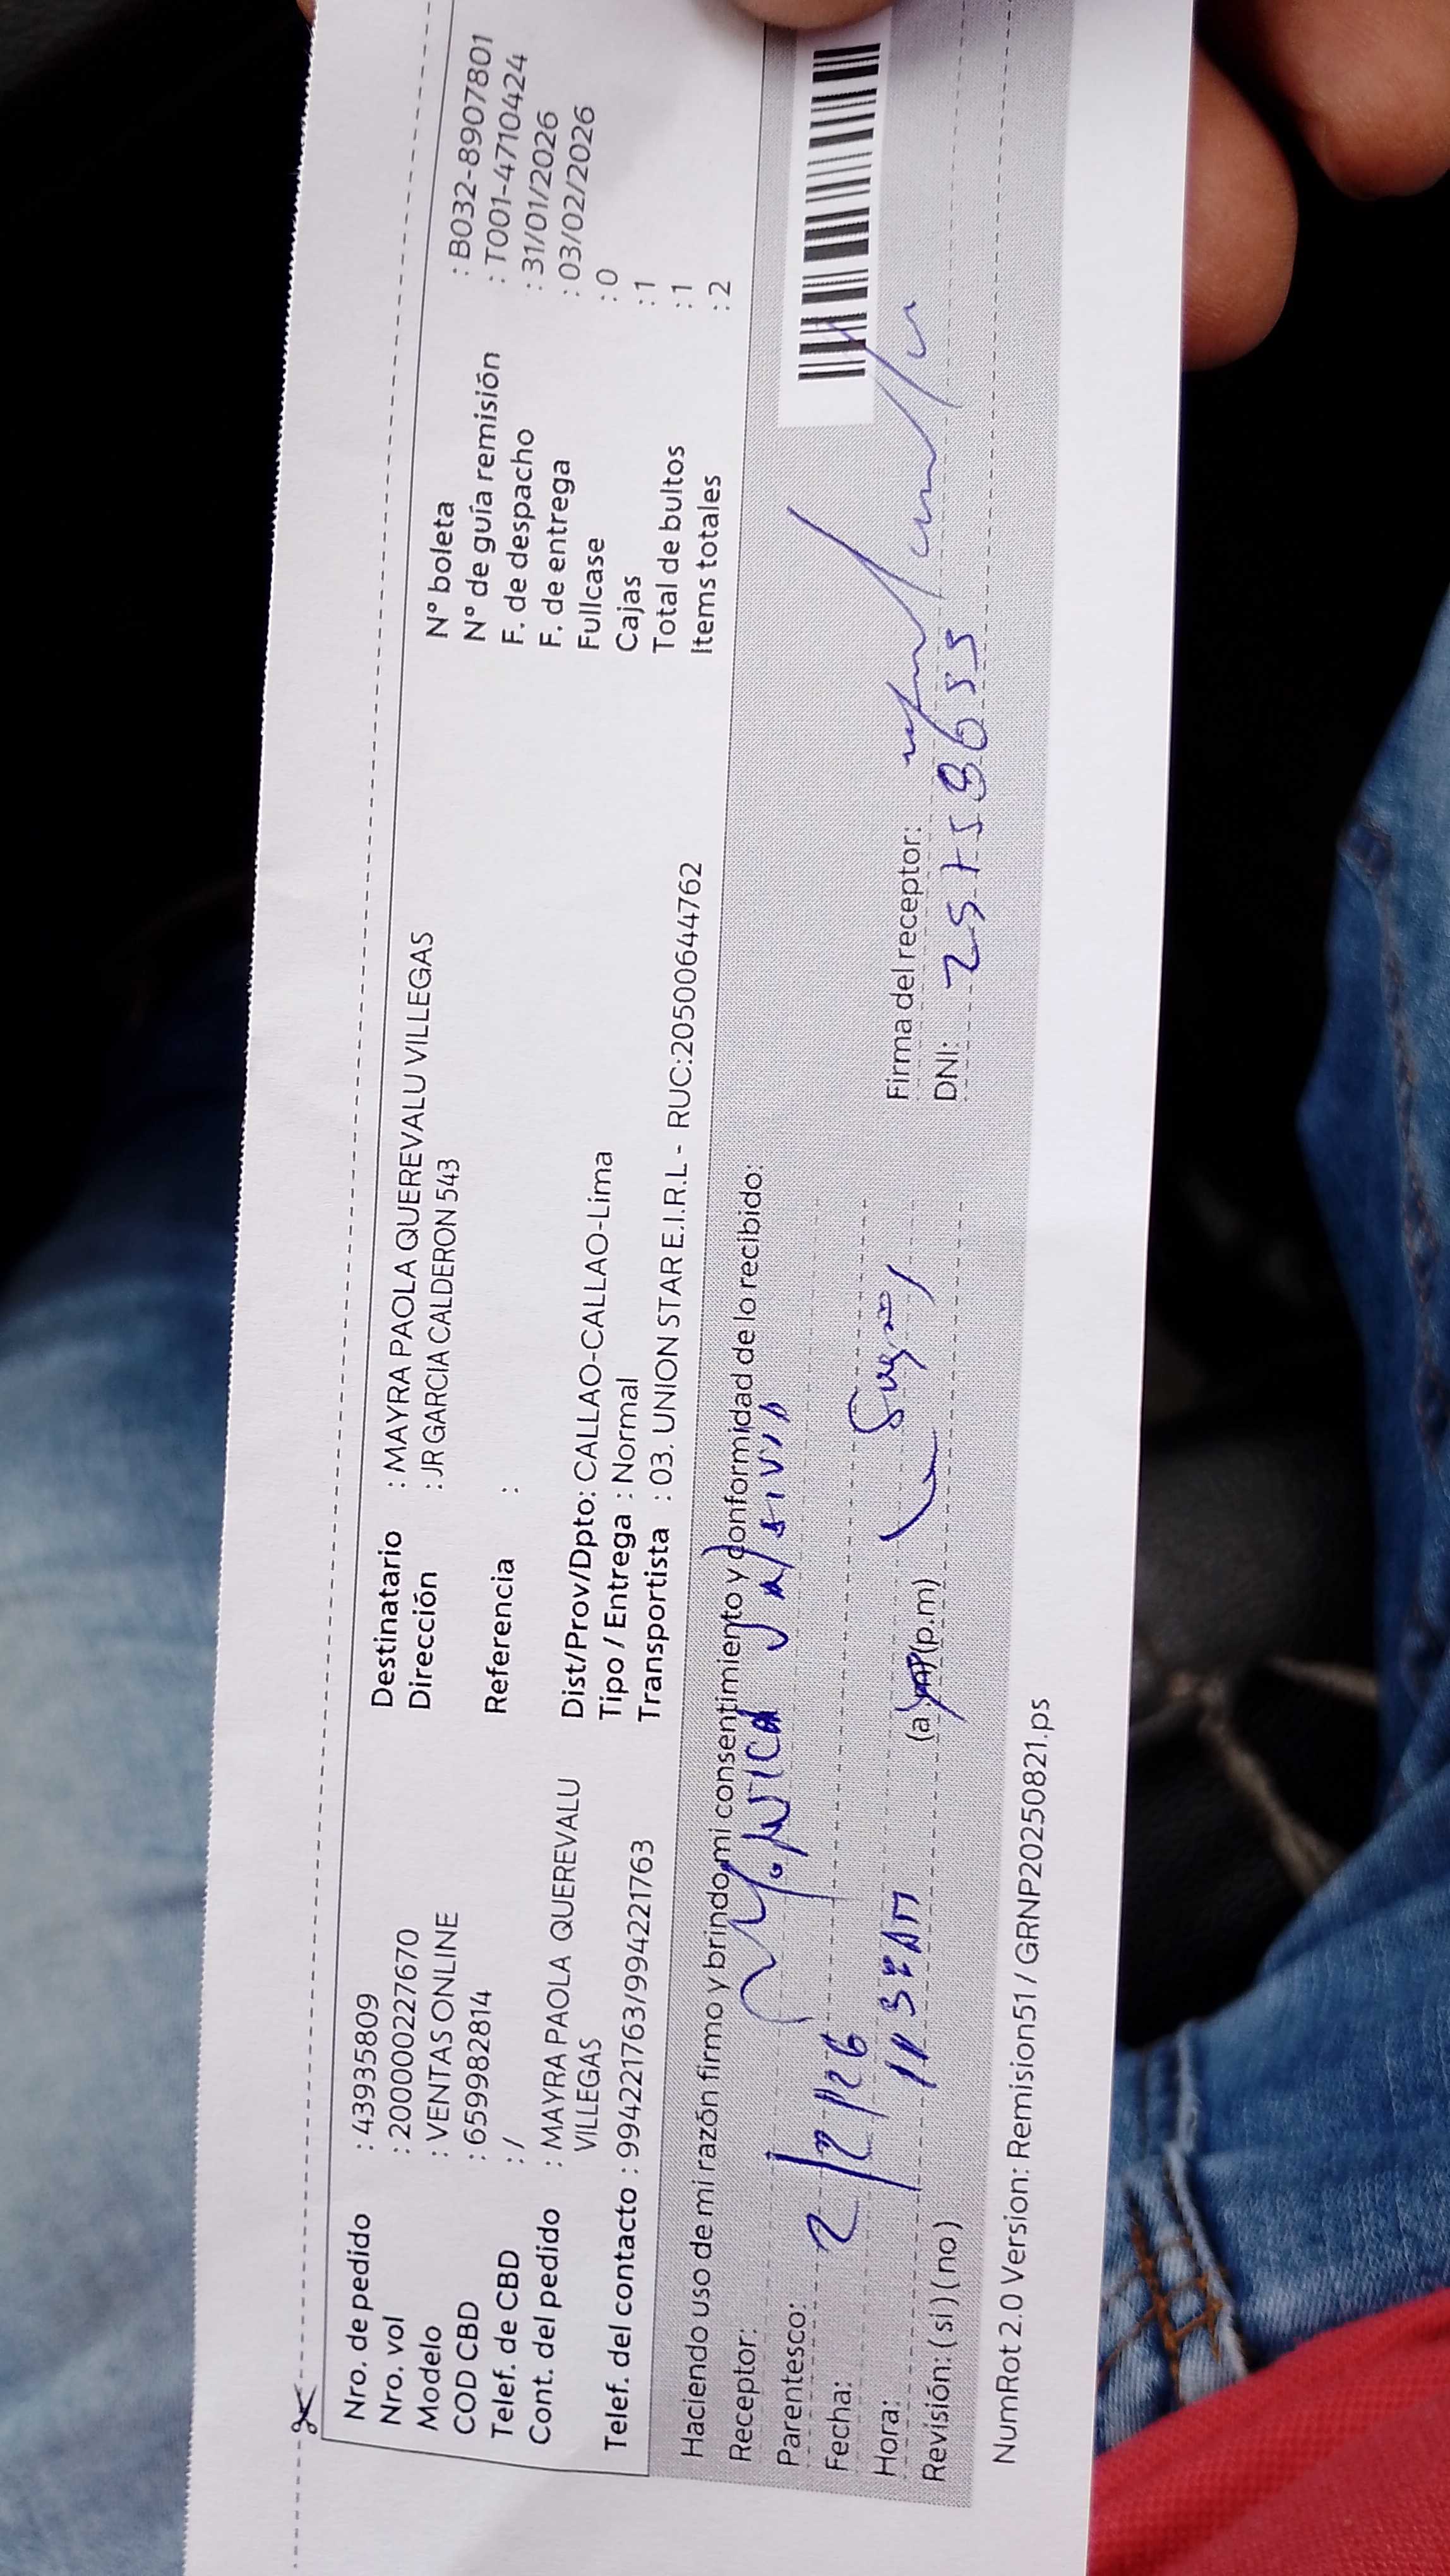 Nro. de pedido : 43935809
Nro. vol : 200000227670
Modelo : VENTAS ONLINE
COD CBD : 659982814
Telef. de CBD : /
Cont. del pedido : MAYRA PAOLA QUEREVALU
VILLEGAS
Telef. del contacto : 994221763/994221763
Destinatario : MAYRA PAOLA QUEREVALU VILLEGAS
Dirección : JR GARCIA CALDERON 543
Referencia :
Dist/Prov/Dpto: CALLAO-CALLAO-Lima
Tipo / Entrega : Normal
Transportista : 03. UNION STAR E.I.R.L - RUC:20500644762
N° boleta : B032-8907801
N° de guía remisión : T001-4710424
F. de despacho : 31/01/2026
F. de entrega : 03/02/2026
Fullcase : 0
Cajas : 1
Total de bultos : 1
Items totales : 2
Haciendo uso de mi razón firmo y brindo mi consentimiento y conformidad de lo recibido:
Receptor:
Parentesco:
Fecha:
Hora: (p.m)
Revisión: (si) (no)
Firma del receptor:
DNI:
NumRot 2.0 Version: Remision51 / GRNP20250821.ps